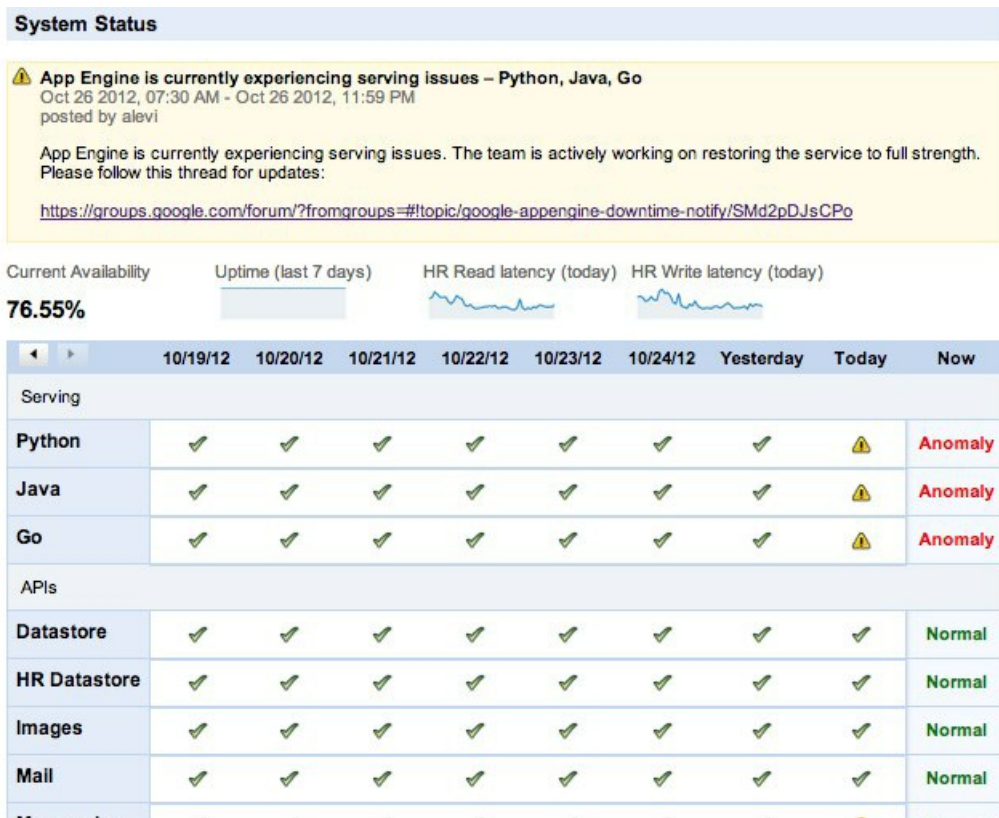 System Status
App Engine is currently experiencing serving issues – Python, Java, Go
Oct 26 2012, 07:30 AM - Oct 26 2012, 11:59 PM
posted by alevi
App Engine is currently experiencing serving issues. The team is actively working on restoring the service to full strength.
Please follow this thread for updates:
https://groups.google.com/forum/?fromgroups=#!topic/google-appengine-downtime-notify/SMd2pDJsCPo
Current Availability Uptime (last 7 days) HR Read latency (today) HR Write latency (today)
76.55%
10/19/12 10/20/12 10/21/12 10/22/12 10/23/12 10/24/12 Yesterday Today Now
Serving
Python Anomaly
Java Anomaly
Go Anomaly
APIs
Datastore Normal
HR Datastore Normal
Images Normal
Mail Normal